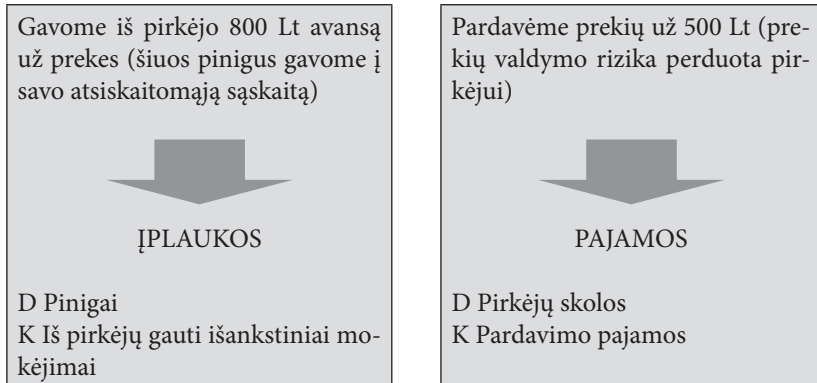 Gavome iš pirkėjo 800 Lt avansą
už prekes (šiuos pinigus gavome į
savo atsiskaitomąją sąskaitą)
ĮPLAUKOS
D Pinigai
K Iš pirkėjų gauti išankstiniai mo-
kėjimai
Pardavėme prekių už 500 Lt (pre-
kių valdymo rizika perduota pir-
kėjui)
PAJAMOS
D Pirkėjų skolos
K Pardavimo pajamos